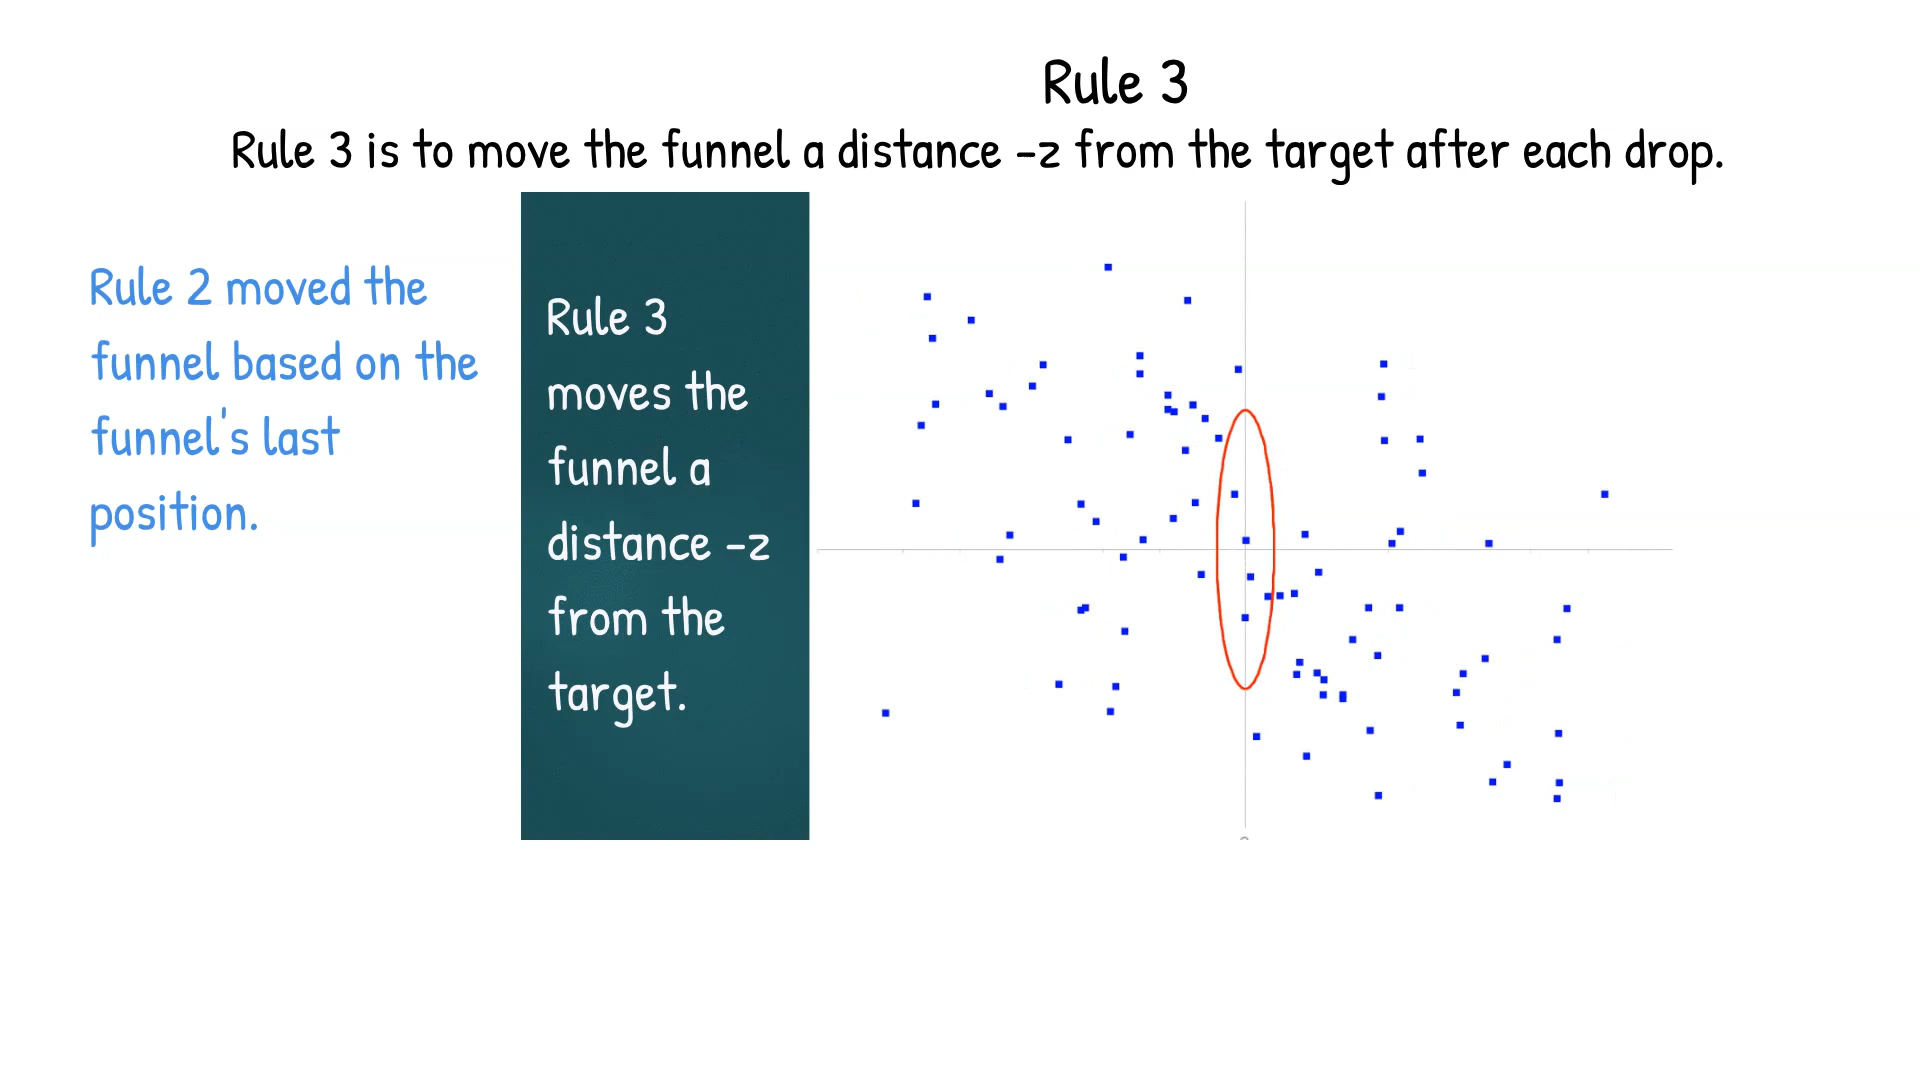 Rule 3
Rule 3 is to move the funnel a distance -z from the target after each drop.
Rule 2 moved the
funnel based on the
funnel's last
position.
Rule 3
moves the
funnel a
distance -z
from the
target.